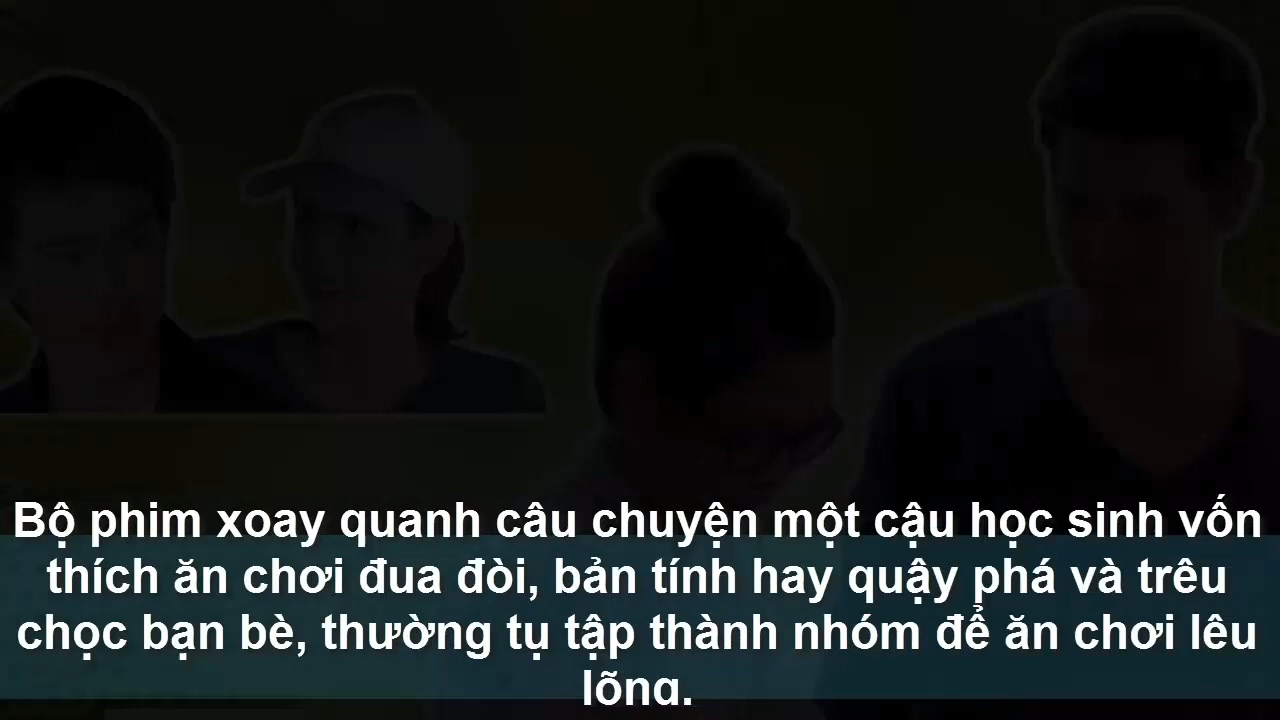 Bộ phim xoay quanh câu chuyện một cậu học sinh vốn
thích ăn chơi đua đòi, bản tính hay quậy phá và trêu
chọc bạn bè, thường tụ tập thành nhóm để ăn chơi lêu
lõng.